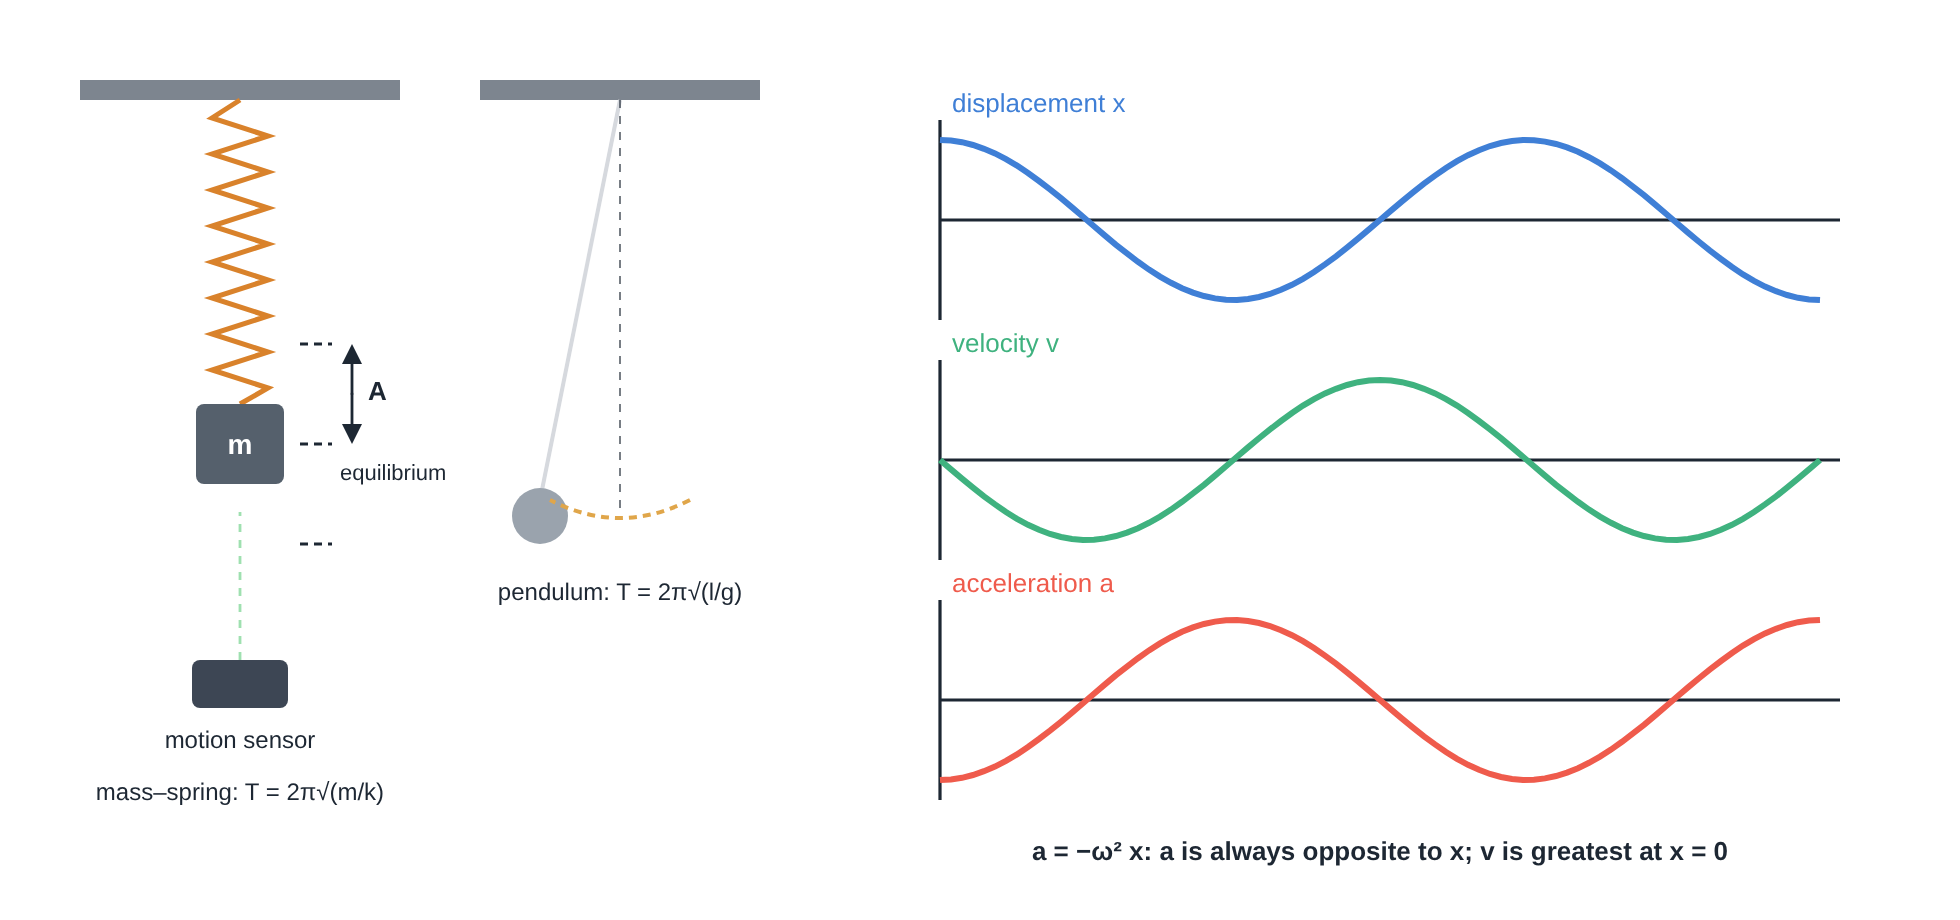 A
m
equilibrium
motion sensor
mass–spring: T = 2π√(m/k)
pendulum: T = 2π√(l/g)
displacement x
velocity v
acceleration a
a = −ω² x: a is always opposite to x; v is greatest at x = 0